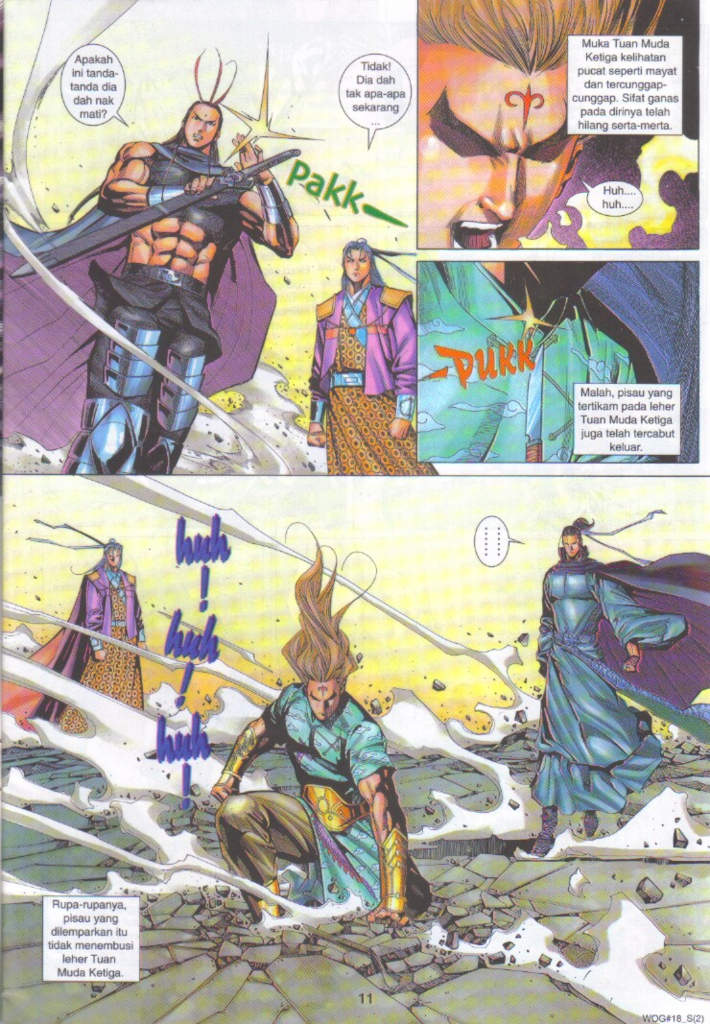 Apakah
ini tanda-
tanda dia
dah nak
mati?
Tidak!
Dia dah
tak apa-apa
sekarang
...
Pakk
Muka Tuan Muda
Ketiga kelihatan
pucat seperti mayat
dan tercunggap-
cunggap. Sifat ganas
pada dirinya telah
hilang serta-merta.
Huh....
huh....
PUKK
Malah, pisau yang
tertikam pada leher
Tuan Muda Ketiga
juga telah tercabut
keluar.
huh
!
huh
!
huh
!
......
Rupa-rupanya,
pisau yang
dilemparkan itu
tidak menembusi
leher Tuan
Muda Ketiga.
11
WOG#18_S(2)